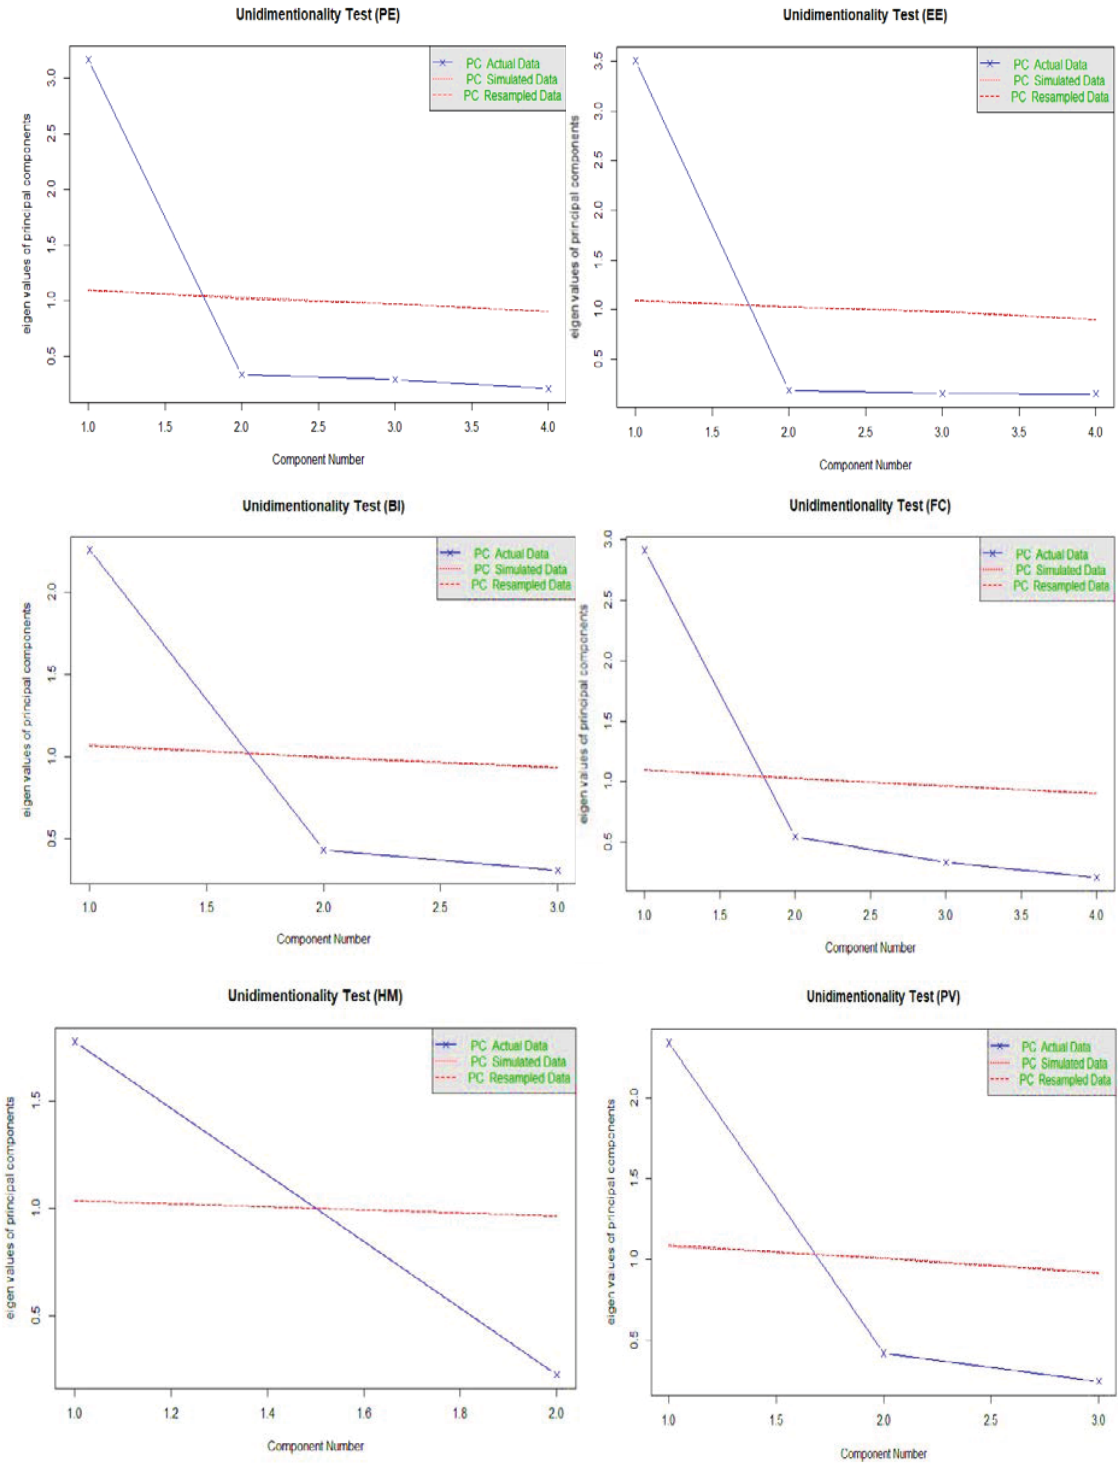 Unidimentionality Test (PE)
PC Actual Data
PC Simulated Data
PC Resampled Data
eigen values of principal components
3.0
2.5
2.0
1.5
1.0
0.5
1.0 1.5 2.0 2.5 3.0 3.5 4.0
Component Number
Unidimentionality Test (EE)
PC Actual Data
PC Simulated Data
PC Resampled Data
eigen values of principal components
3.5
3.0
2.5
2.0
1.5
1.0
0.5
1.0 1.5 2.0 2.5 3.0 3.5 4.0
Component Number
Unidimentionality Test (BI)
PC Actual Data
PC Simulated Data
PC Resampled Data
eigen values of principal components
2.0
1.5
1.0
0.5
1.0 1.5 2.0 2.5 3.0
Component Number
Unidimentionality Test (FC)
PC Actual Data
PC Simulated Data
PC Resampled Data
eigen values of principal components
3.0
2.5
2.0
1.5
1.0
0.5
1.0 1.5 2.0 2.5 3.0 3.5 4.0
Component Number
Unidimentionality Test (HM)
PC Actual Data
PC Simulated Data
PC Resampled Data
eigen values of principal components
1.5
1.0
0.5
1.0 1.2 1.4 1.6 1.8 2.0
Component Number
Unidimentionality Test (PV)
PC Actual Data
PC Simulated Data
PC Resampled Data
eigen values of principal components
2.0
1.5
1.0
0.5
1.0 1.5 2.0 2.5 3.0
Component Number